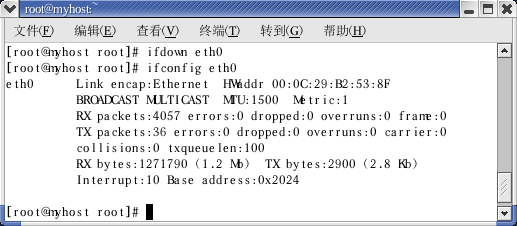 root@myhost:~
文件(F) 编辑(E) 查看(V) 终端(T) 转到(G) 帮助(H)
[root@myhost root]# ifdown eth0
[root@myhost root]# ifconfig eth0
eth0 Link encap:Ethernet HWaddr 00:0C:29:B2:53:8F
BROADCAST MULTICAST MTU:1500 Metric:1
RX packets:4057 errors:0 dropped:0 overruns:0 frame:0
TX packets:36 errors:0 dropped:0 overruns:0 carrier:0
collisions:0 txqueuelen:100
RX bytes:1271790 (1.2 Mb) TX bytes:2900 (2.8 Kb)
Interrupt:10 Base address:0x2024
[root@myhost root]#